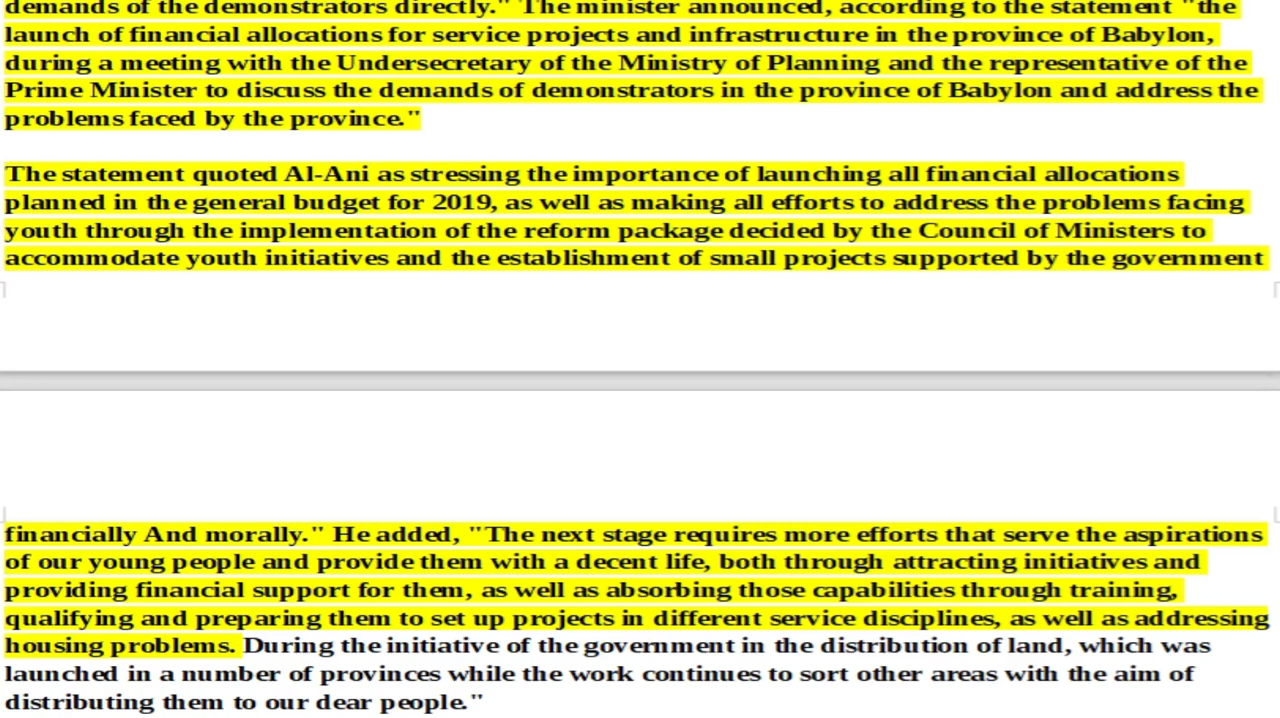 demands of the demonstrators directly." The minister announced, according to the statement "the
launch of financial allocations for service projects and infrastructure in the province of Babylon,
during a meeting with the Undersecretary of the Ministry of Planning and the representative of the
Prime Minister to discuss the demands of demonstrators in the province of Babylon and address the
problems faced by the province."
The statement quoted Al-Ani as stressing the importance of launching all financial allocations
planned in the general budget for 2019, as well as making all efforts to address the problems facing
youth through the implementation of the reform package decided by the Council of Ministers to
accommodate youth initiatives and the establishment of small projects supported by the government
financially And morally." He added, "The next stage requires more efforts that serve the aspirations
of our young people and provide them with a decent life, both through attracting initiatives and
providing financial support for them, as well as absorbing those capabilities through training,
qualifying and preparing them to set up projects in different service disciplines, as well as addressing
housing problems. During the initiative of the government in the distribution of land, which was
launched in a number of provinces while the work continues to sort other areas with the aim of
distributing them to our dear people."